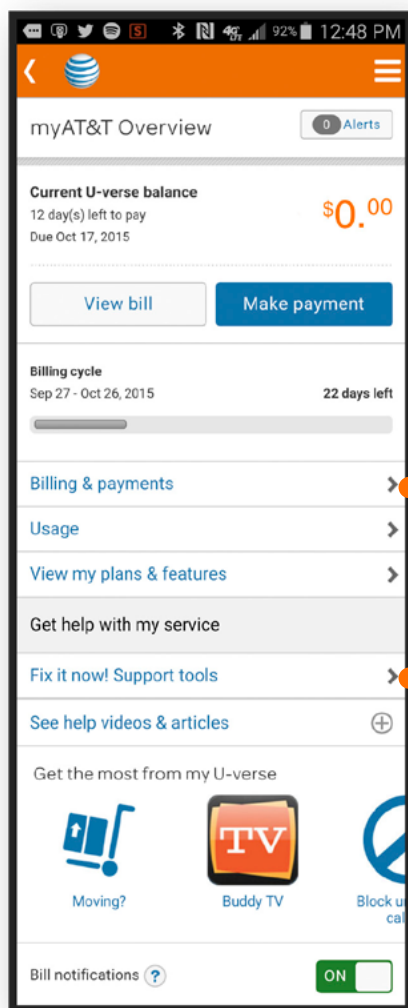 S 4G LTE 92% 12:48 PM
myAT&T Overview
0 Alerts
Current U-verse balance
12 day(s) left to pay
Due Oct 17, 2015
$0.00
View bill
Make payment
Billing cycle
Sep 27 - Oct 26, 2015
22 days left
Billing & payments
Usage
View my plans & features
Get help with my service
Fix it now! Support tools
See help videos & articles
Get the most from my U-verse
TV
Moving?
Buddy TV
Block u
cal
Bill notifications ?
ON